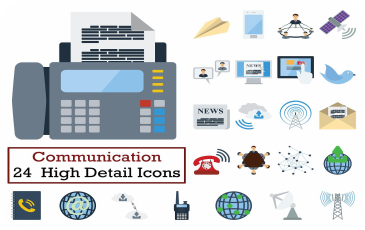 NEWS
NEWS
Communication
24 High Detail Icons